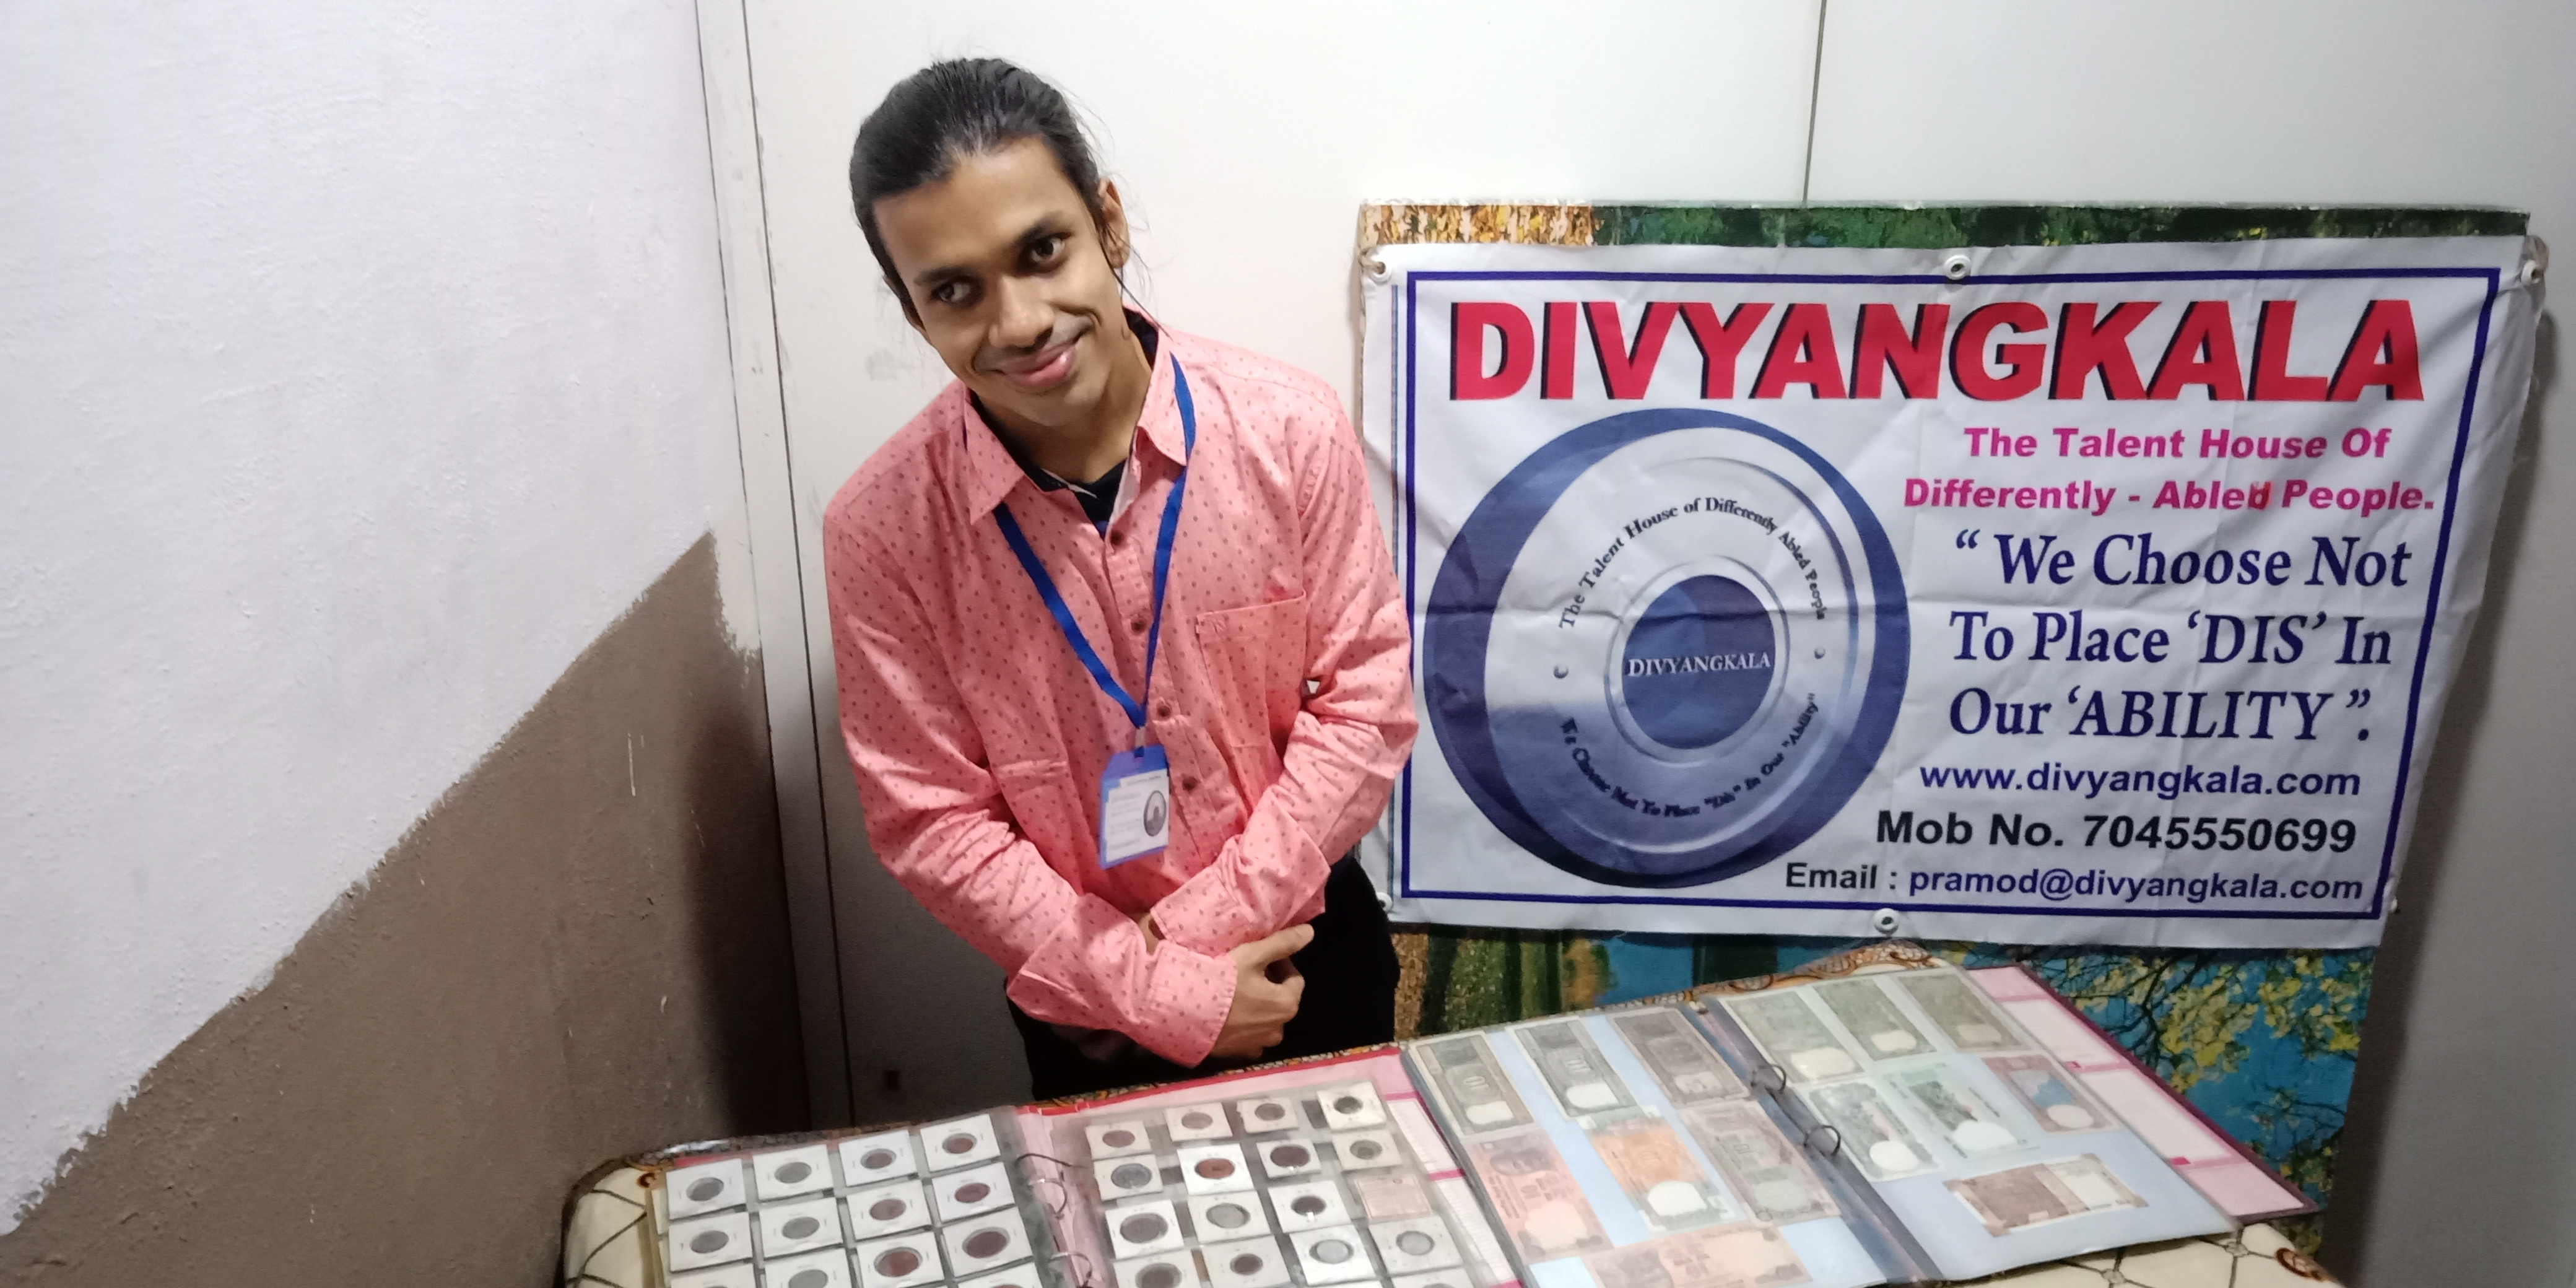 DIVYANGKALA
The Talent House Of
Differently - Abled People.
“ We Choose Not
To Place ‘DIS’ In
Our ‘ABILITY ”.
www.divyangkala.com
Mob No. 7045550699
Email : pramod@divyangkala.com
The Talent House of Differently Abled People
DIVYANGKALA
We Choose Not To Place "Dis" In Our "Ability"